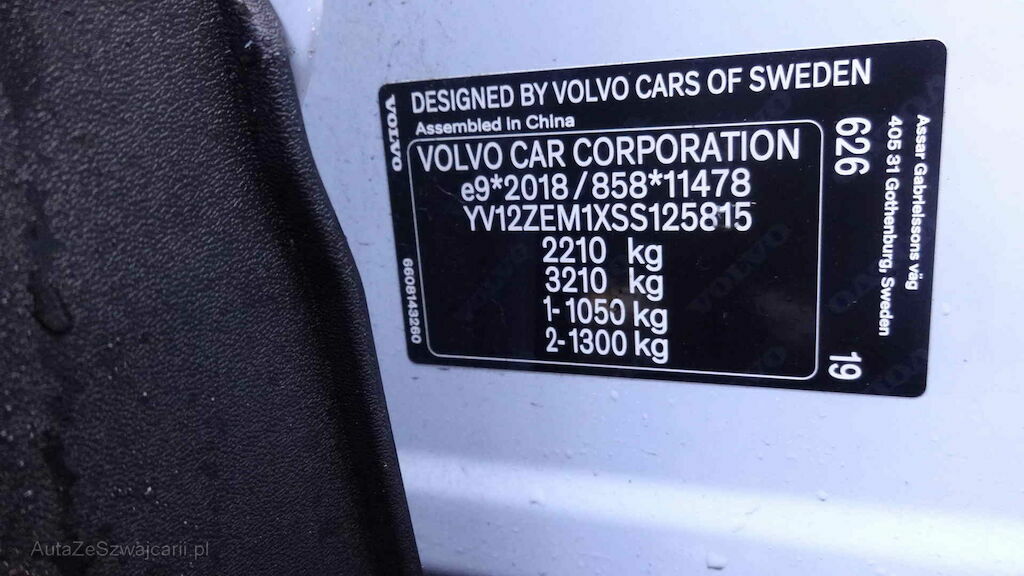 DESIGNED BY VOLVO CARS OF SWEDEN
Assembled in China
VOLVO
VOLVO CAR CORPORATION
e9*2018/858*11478
YV12ZEM1XSS125815
2210 kg
3210 kg
1-1050 kg
2-1300 kg
6608143260
626
19
Assar Gabrielssons väg
405 31 Gothenburg, Sweden
AutaZeSzwajcarii.pl